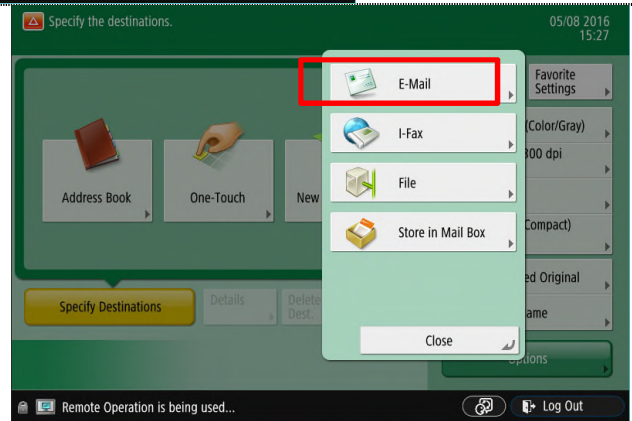 Specify the destinations.
05/08 2016
15:27
E-Mail
I-Fax
File
Store in Mail Box
Close
Favorite
Settings
(Color/Gray)
300 dpi
Compact)
ed Original
ame
Options
Address Book
One-Touch
New
Specify Destinations
Details
Delete
Dest.
Remote Operation is being used...
Log Out